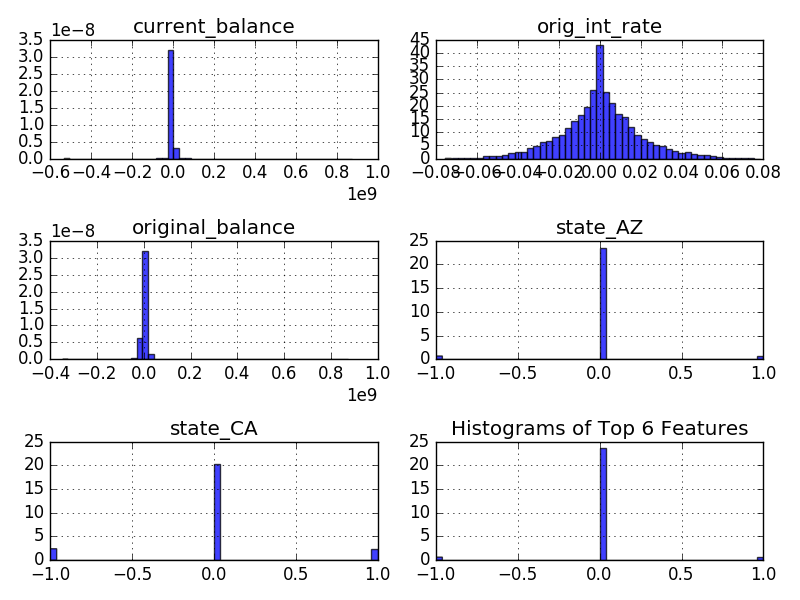 current_balance
1e−8
3.5
3.0
2.5
2.0
1.5
1.0
0.5
0.0
−0.6 −0.4 −0.2 0.0 0.2 0.4 0.6 0.8 1.0
1e9
orig_int_rate
45
40
35
30
25
20
15
10
5
0
−0.08 −0.06 −0.04 −0.02 0.00 0.02 0.04 0.06 0.08
original_balance
1e−8
3.5
3.0
2.5
2.0
1.5
1.0
0.5
0.0
−0.4 −0.2 0.0 0.2 0.4 0.6 0.8 1.0
1e9
state_AZ
25
20
15
10
5
0
−1.0 −0.5 0.0 0.5 1.0
state_CA
25
20
15
10
5
0
−1.0 −0.5 0.0 0.5 1.0
Histograms of Top 6 Features
25
20
15
10
5
0
−1.0 −0.5 0.0 0.5 1.0